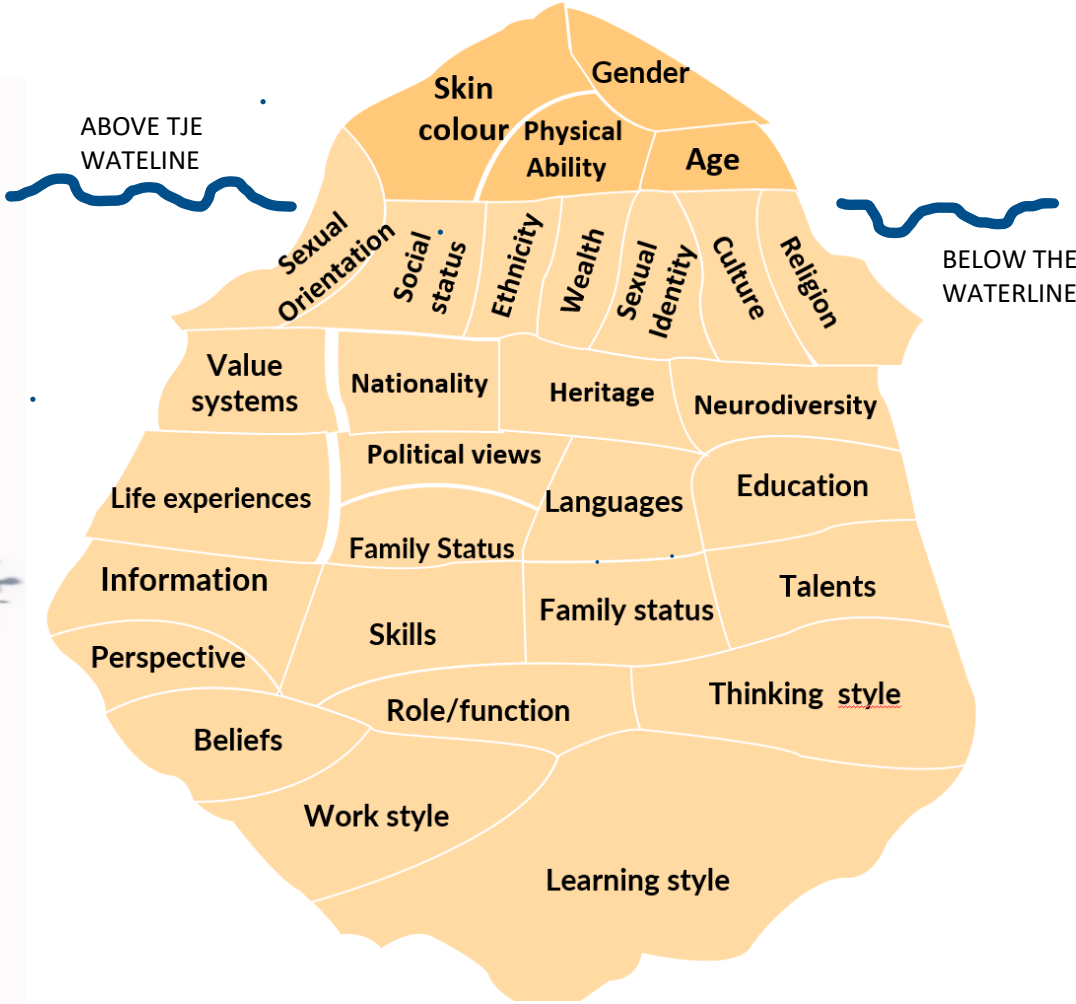 Gender
Skin
colour
Physical
Ability
Age
ABOVE TJE
WATELINE
BELOW THE
WATERLINE
Sexual
Orientation
Social
status
Ethnicity
Wealth
Sexual
Identity
Culture
Religion
Value
systems
Nationality
Heritage
Neurodiversity
Political views
Life experiences
Languages
Education
Family Status
Information
Skills
Family status
Talents
Perspective
Role/function
Thinking style
Beliefs
Work style
Learning style